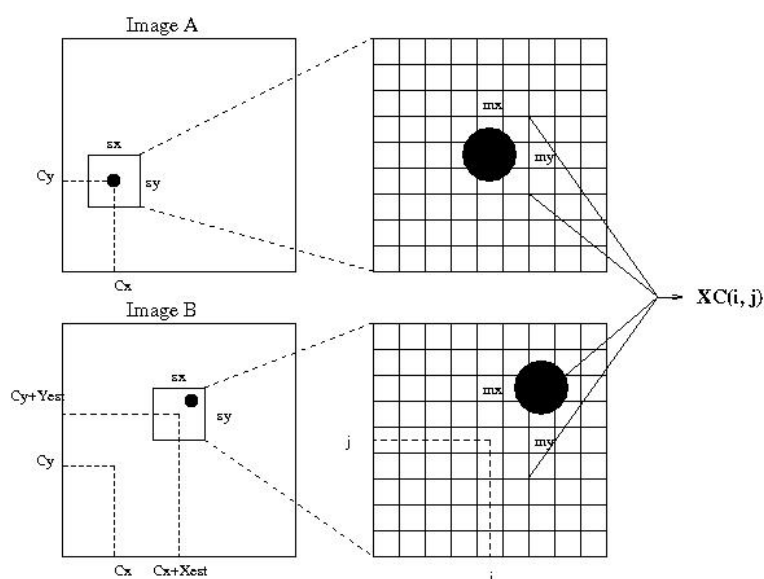 Image A
sx
Cy
sy
Cx
mx
my
XC(i, j)
Image B
sx
Cy+Yest
sy
Cy
Cx
Cx+Xest
mx
my
j
i